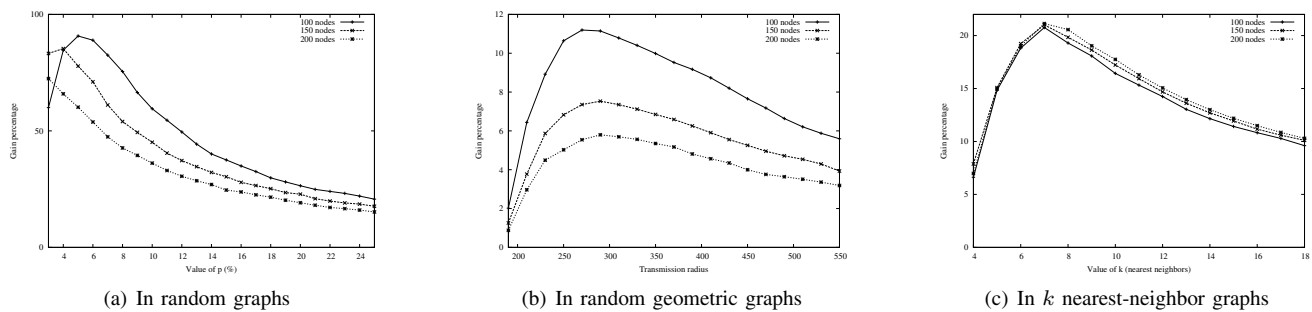 100 nodes
150 nodes
200 nodes
100
50
0
Gain percentage
4 6 8 10 12 14 16 18 20 22 24
Value of p (%)
(a) In random graphs
100 nodes
150 nodes
200 nodes
12
10
8
6
4
2
0
Gain percentage
200 250 300 350 400 450 500 550
Transmission radius
(b) In random geometric graphs
100 nodes
150 nodes
200 nodes
20
15
10
5
0
Gain percentage
4 6 8 10 12 14 16 18
Value of k (nearest neighbors)
(c) In k nearest-neighbor graphs